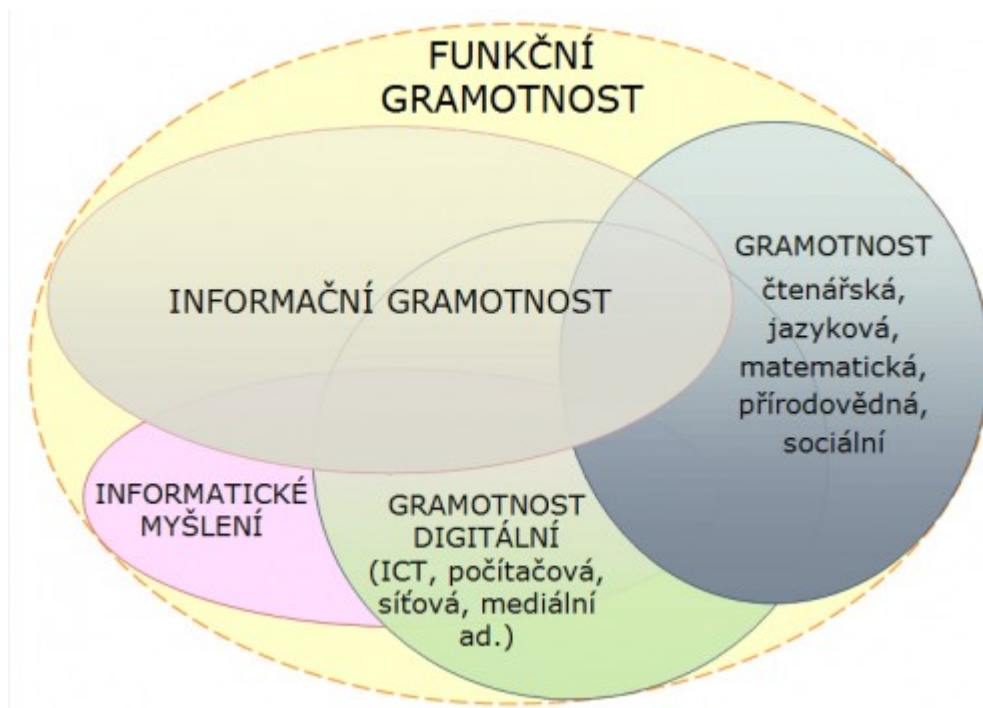 FUNKČNÍ
GRAMOTNOST
INFORMAČNÍ GRAMOTNOST
GRAMOTNOST
čtenářská,
jazyková,
matematická,
přírodovědná,
sociální
INFORMATICKÉ
MYŠLENÍ
GRAMOTNOST
DIGITÁLNÍ
(ICT, počítačová,
síťová, mediální
ad.)